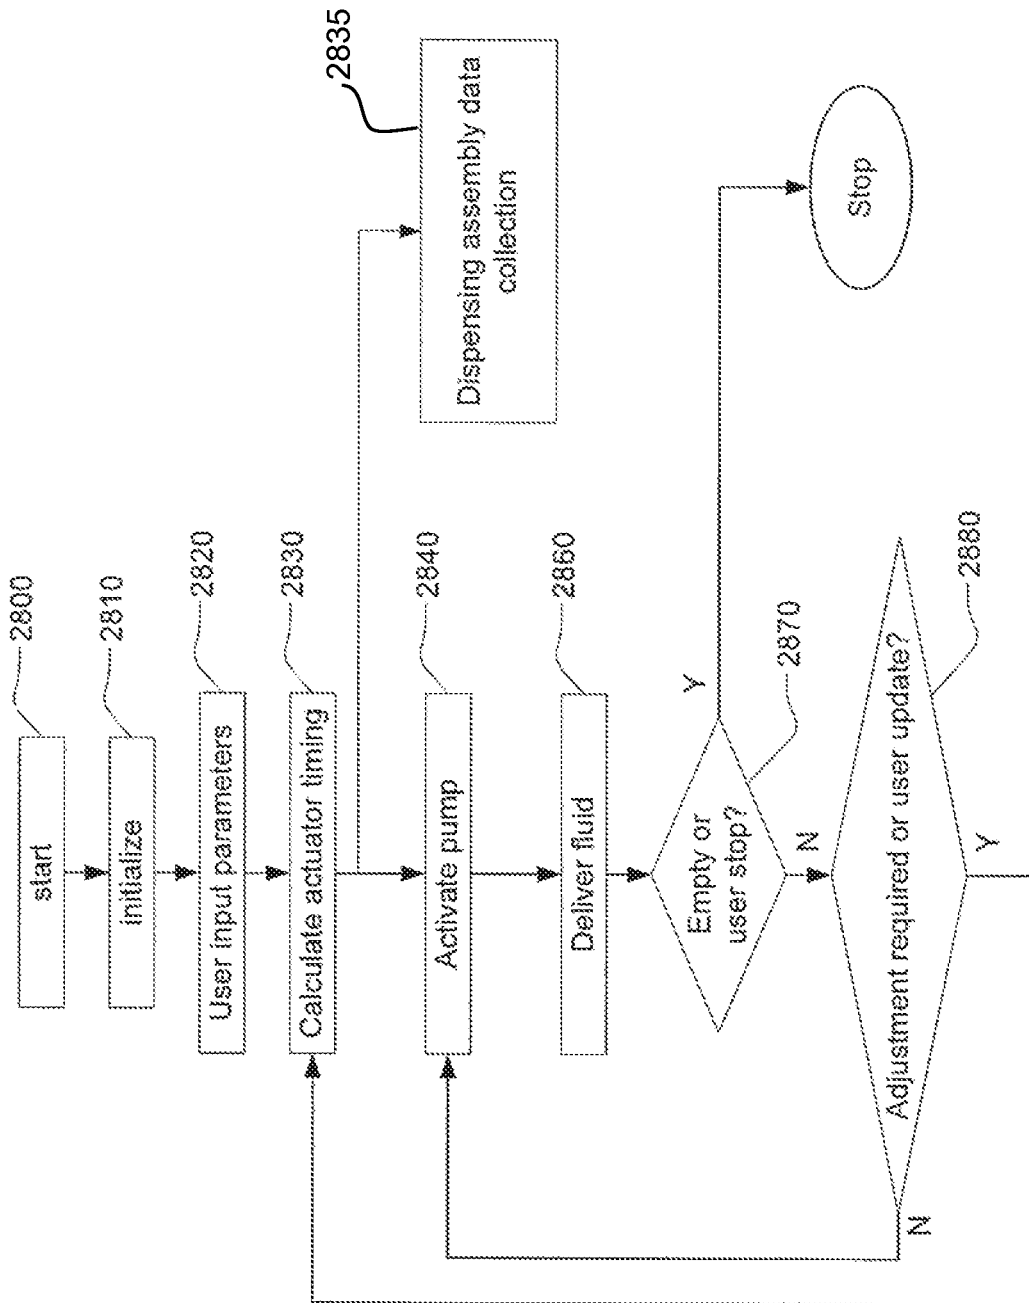 start
2800
initialize
2810
User input parameters
2820
Calculate actuator timing
2830
2835
Dispensing assembly data
collection
Activate pump
2840
Deliver fluid
2860
Empty or
user stop?
2870
Y
Stop
N
Adjustment required or user update?
2880
N
Y